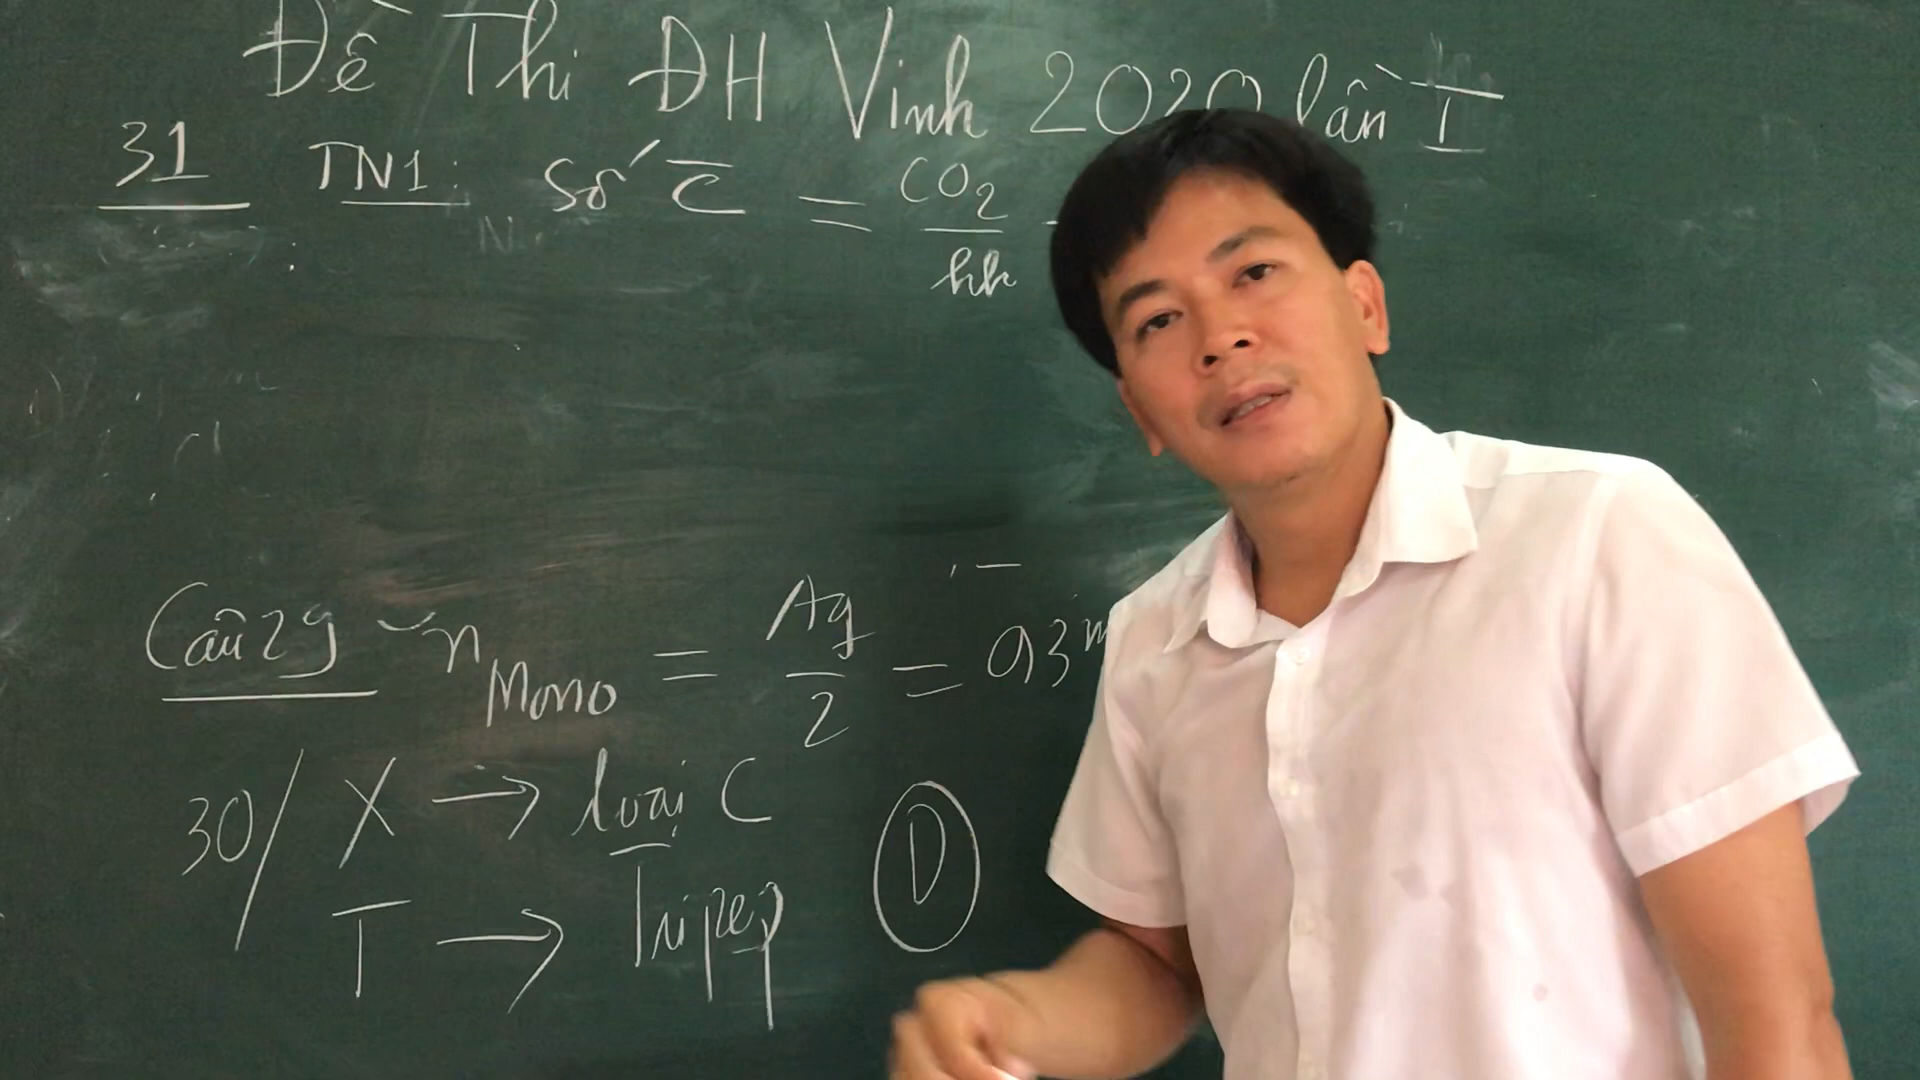 Đề Thi ĐH Vinh 2020 lần I
31 TN1: Số C̅ = CO2 / hh
Câu 29 n Mono = Ag / 2 = 0,3 m
30/ X → loại C
T → Tripep D